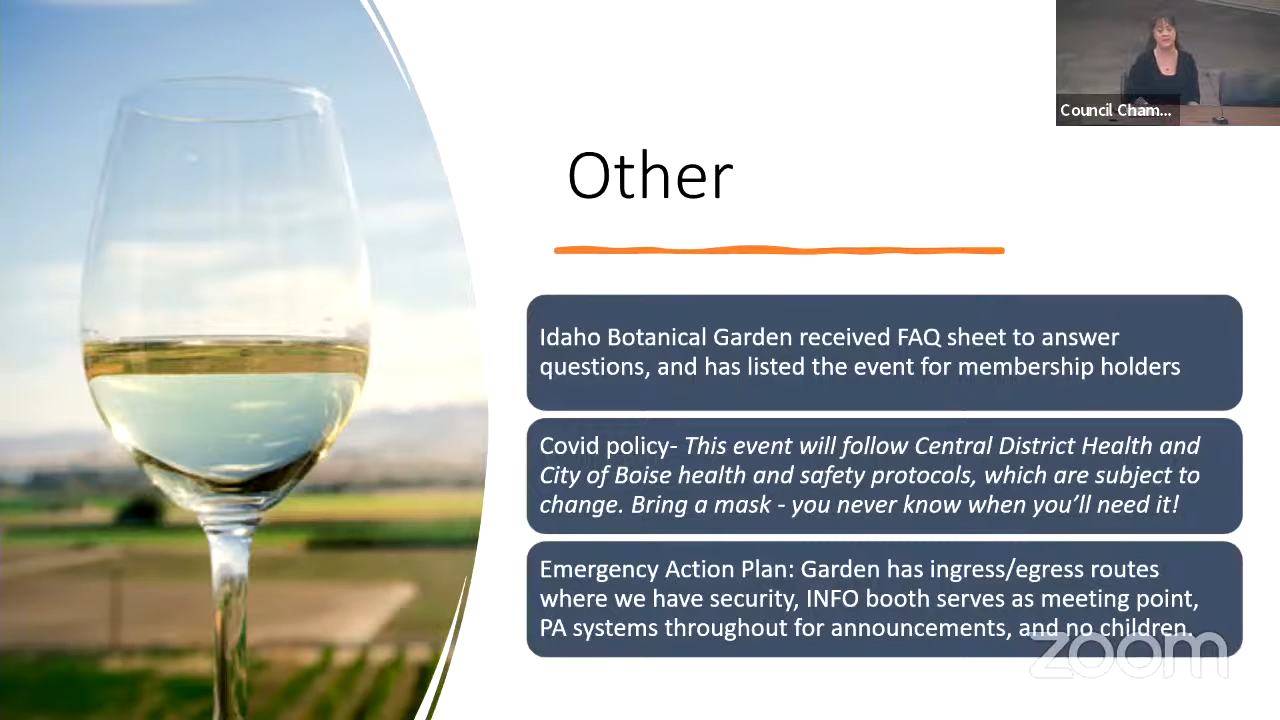 Council Cham...
Other
Idaho Botanical Garden received FAQ sheet to answer
questions, and has listed the event for membership holders
Covid policy- This event will follow Central District Health and
City of Boise health and safety protocols, which are subject to
change. Bring a mask - you never know when you’ll need it!
Emergency Action Plan: Garden has ingress/egress routes
where we have security, INFO booth serves as meeting point,
PA systems throughout for announcements, and no children.
zoom